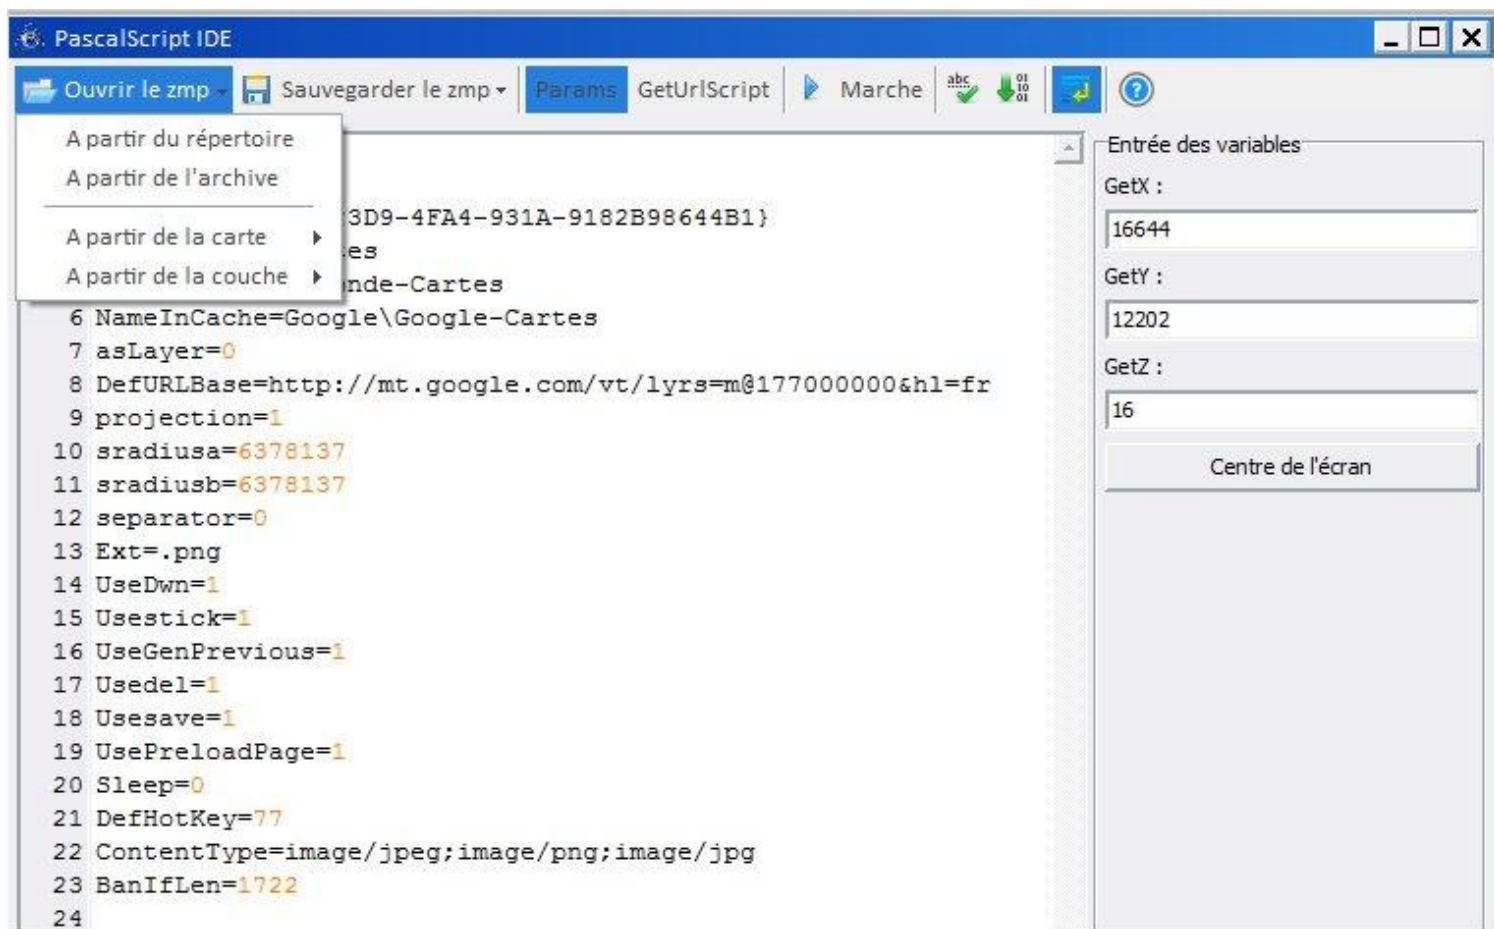 PascalScript IDE
Ouvrir le zmp Sauvegarder le zmp Params GetUrlScript Marche abc 01 10 01 ?
A partir du répertoire
A partir de l'archive
A partir de la carte
A partir de la couche
3D9-4FA4-931A-9182B98644B1}
es
nde-Cartes
6 NameInCache=Google\Google-Cartes
7 asLayer=0
8 DefURLBase=http://mt.google.com/vt/lyrs=m@177000000&hl=fr
9 projection=1
10 sradiusa=6378137
11 sradiusb=6378137
12 separator=0
13 Ext=.png
14 UseDwn=1
15 Usestick=1
16 UseGenPrevious=1
17 Usedel=1
18 Usesave=1
19 UsePreloadPage=1
20 Sleep=0
21 DefHotKey=77
22 ContentType=image/jpeg;image/png;image/jpg
23 BanIfLen=1722
24
Entrée des variables
GetX :
16644
GetY :
12202
GetZ :
16
Centre de l'écran